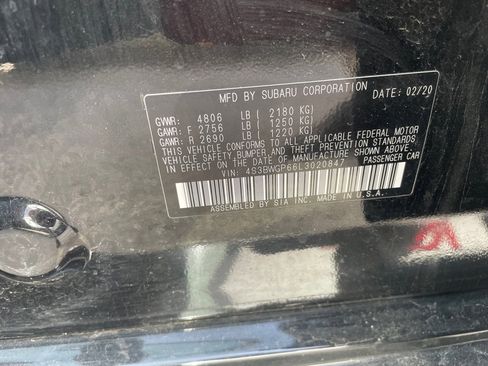 MFD BY SUBARU CORPORATION DATE: 02/20
GVWR: 4806 LB ( 2180 KG)
GAWR: F 2756 LB ( 1250 KG)
GAWR: R 2690 LB ( 1220 KG)
THIS VEHICLE CONFORMS TO ALL APPLICABLE FEDERAL MOTOR
VEHICLE SAFETY,BUMPER,AND THEFT PREVENTION STANDARDS
IN EFFECT ON THE DATE OF MANUFACTURE SHOWN ABOVE.
VIN: 4S3BWGP66L3020847 PASSENGER CAR
ASSEMBLED BY SIA INC. MADE IN U.S.A.